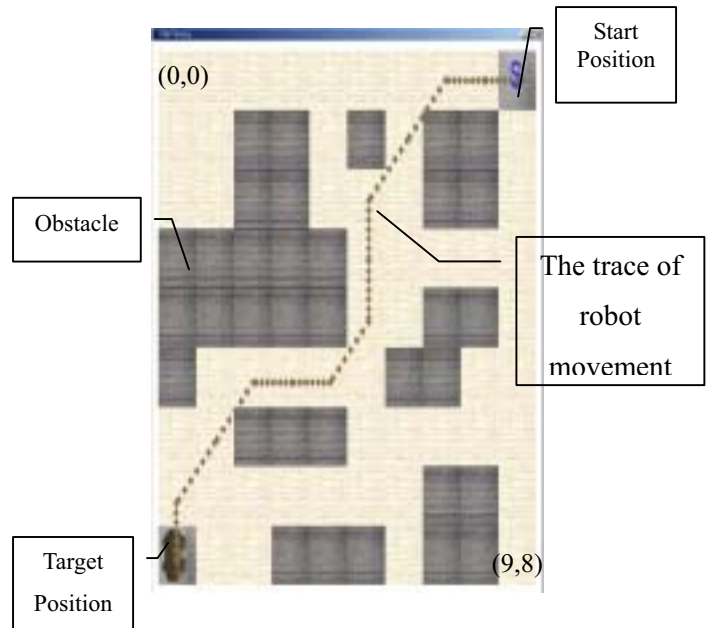 Start
Position
(0,0)
Obstacle
The trace of
robot
movement
Target
Position
(9,8)